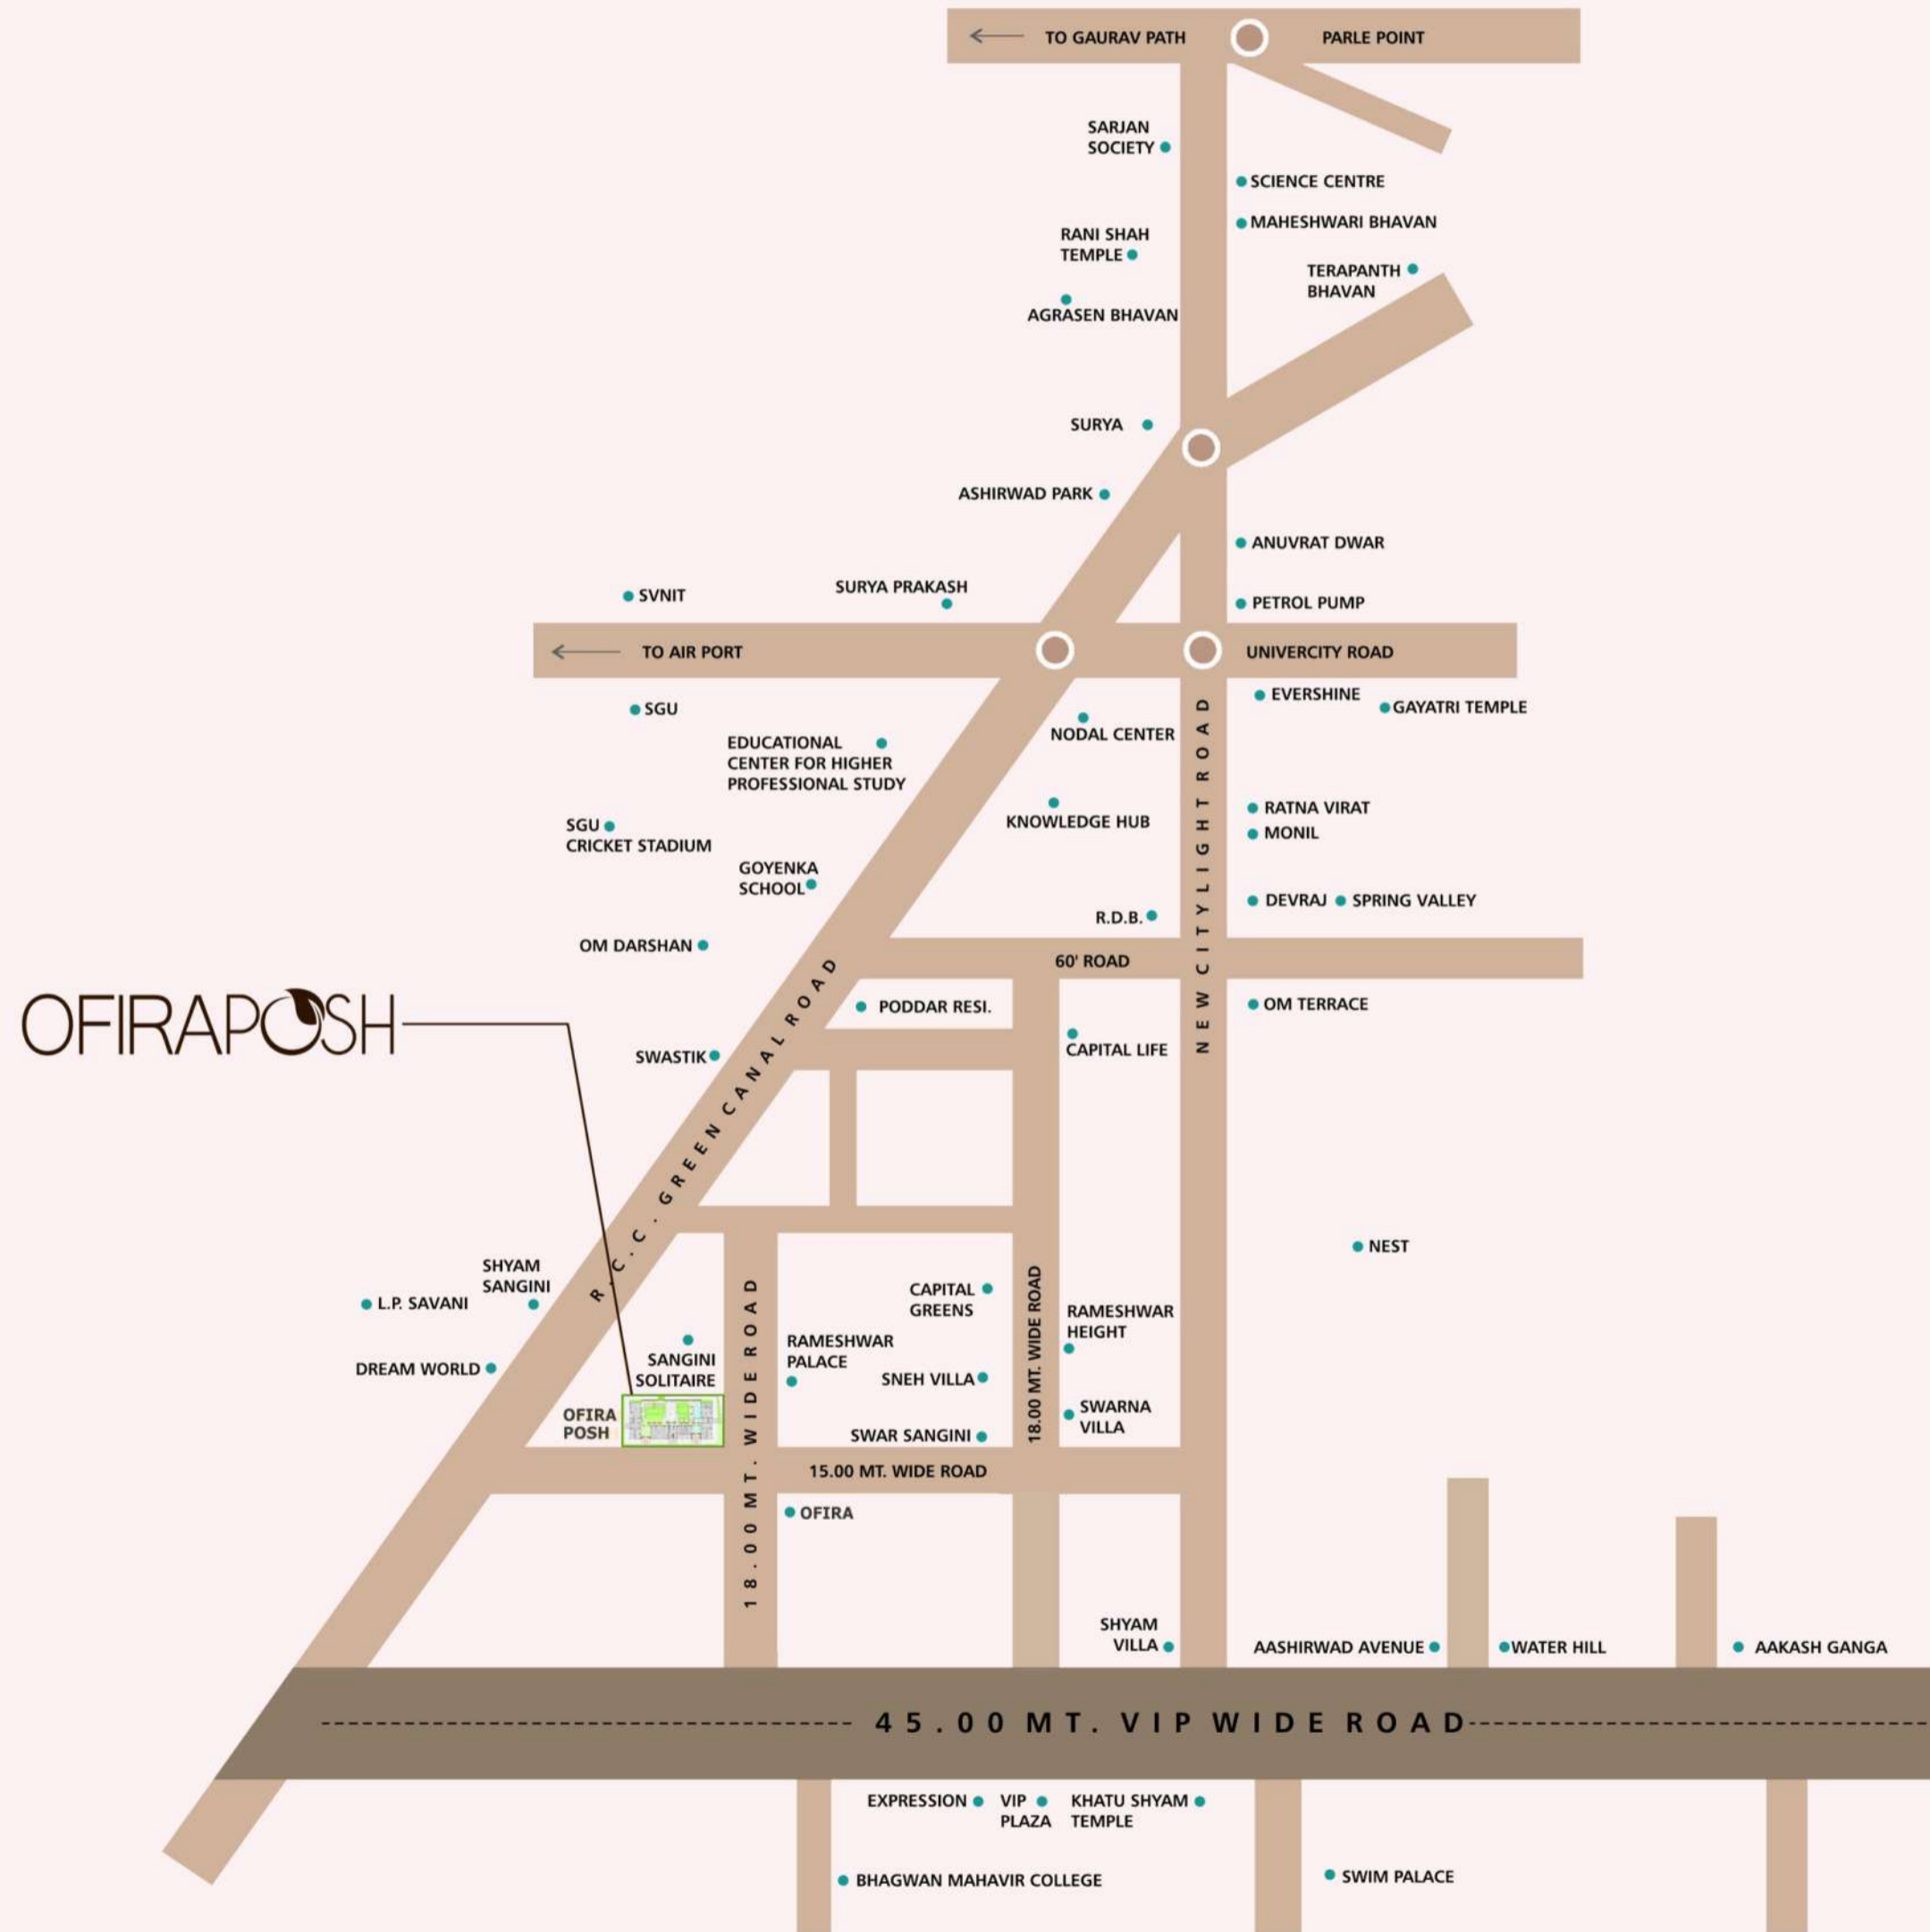 TO GAURAV PATH
PARLE POINT
SARJAN
SOCIETY
SCIENCE CENTRE
MAHESHWARI BHAVAN
RANI SHAH
TEMPLE
TERAPANTH
BHAVAN
AGRASEN BHAVAN
SURYA
ASHIRWAD PARK
ANUVRAT DWAR
SVNIT
SURYA PRAKASH
PETROL PUMP
TO AIR PORT
UNIVERCITY ROAD
EVERSHINE
GAYATRI TEMPLE
SGU
NODAL CENTER
EDUCATIONAL
CENTER FOR HIGHER
PROFESSIONAL STUDY
KNOWLEDGE HUB
RATNA VIRAT
MONIL
SGU
CRICKET STADIUM
GOYENKA
SCHOOL
NEW CITYLIGHT ROAD
DEVRAJ
SPRING VALLEY
R.D.B.
OM DARSHAN
60' ROAD
OFIRAPOSH
PODDAR RESI.
OM TERRACE
SWASTIK
CAPITAL LIFE
R.C.C. GREEN CANAL ROAD
NEST
SHYAM
SANGINI
L.P. SAVANI
CAPITAL
GREENS
18.00 MT. WIDE ROAD
RAMESHWAR
HEIGHT
DREAM WORLD
SANGINI
SOLITAIRE
18.00 MT. WIDE ROAD
RAMESHWAR
PALACE
SNEH VILLA
SWARNA
VILLA
OFIRA
POSH
SWAR SANGINI
15.00 MT. WIDE ROAD
OFIRA
SHYAM
VILLA
AASHIRWAD AVENUE
WATER HILL
AAKASH GANGA
45.00 MT. VIP WIDE ROAD
EXPRESSION
VIP
PLAZA
KHATU SHYAM
TEMPLE
BHAGWAN MAHAVIR COLLEGE
SWIM PALACE